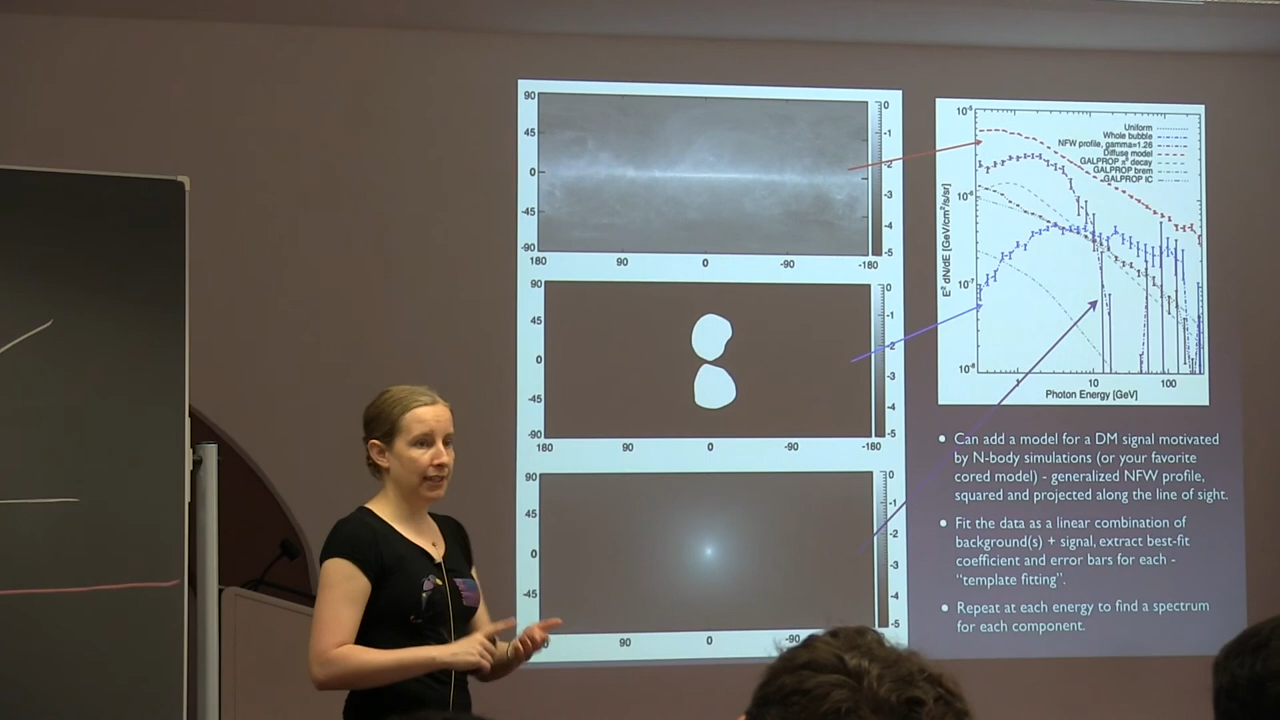 90
45
0
-45
-90
180 90 0 -90 -180
0
-1
-2
-3
-4
-5
90
45
0
-45
-90
180 90 0 -90 -180
0
-1
-2
-3
-4
-5
90
45
0
-45
90 0 -90
0
-1
-2
-3
-4
-5
10⁻⁵
10⁻⁶
10⁻⁷
10⁻⁸
E² dN/dE [GeV/cm²/s/sr]
Uniform
Whole bubble
NFW profile, gamma=1.26
Diffuse model
GALPROP π⁰ decay
GALPROP brem
GALPROP IC
1 10 100
Photon Energy [GeV]
• Can add a model for a DM signal motivated
by N-body simulations (or your favorite
cored model) - generalized NFW profile,
squared and projected along the line of sight.
• Fit the data as a linear combination of
background(s) + signal, extract best-fit
coefficient and error bars for each -
“template fitting”.
• Repeat at each energy to find a spectrum
for each component.